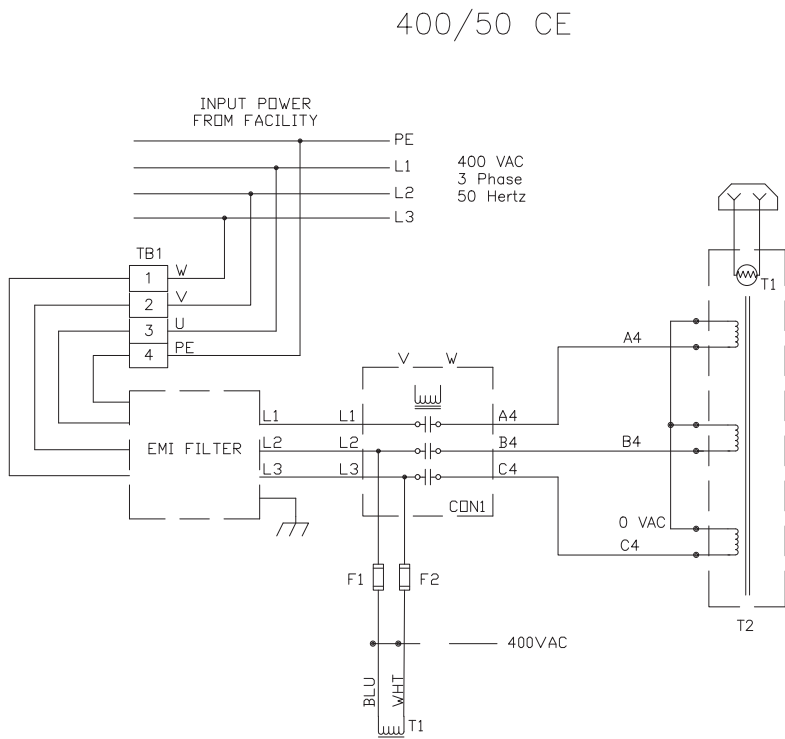 400/50 CE
INPUT POWER
FROM FACILITY
PE
L1
L2
L3
400 VAC
3 Phase
50 Hertz
TB1
1 W
2 V
3 U
4 PE
T1
A4
V W
L1 L1 A4
EMI FILTER
L2 L2 B4 B4
L3 L3 C4
CON1
0 VAC
C4
F1 F2
T2
400VAC
BLU
WHT
T1